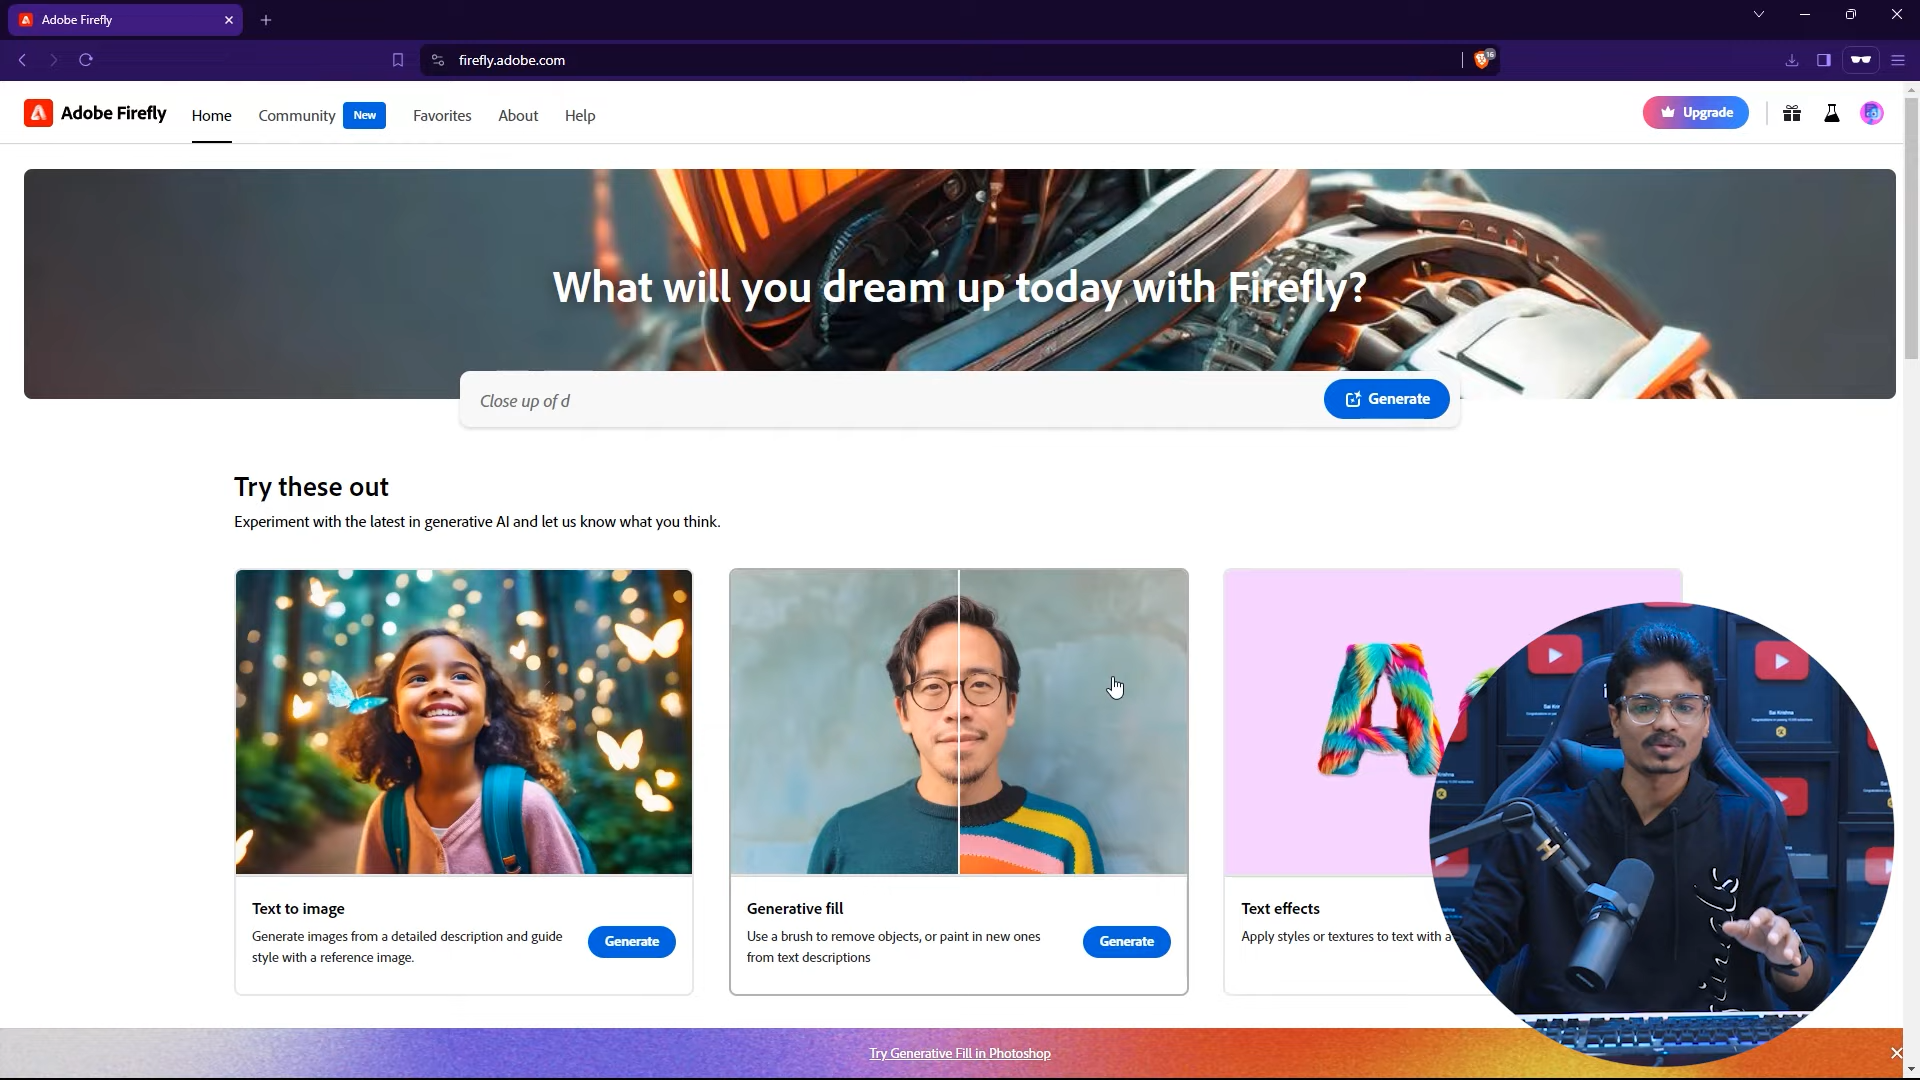 Adobe Firefly
firefly.adobe.com
16
Adobe Firefly
Home
Community
New
Favorites
About
Help
Upgrade
What will you dream up today with Firefly?
Close up of d
Generate
Try these out
Experiment with the latest in generative AI and let us know what you think.
Text to image
Generate images from a detailed description and guide
style with a reference image.
Generate
Generative fill
Use a brush to remove objects, or paint in new ones
from text descriptions
Generate
Text effects
Apply styles or textures to text with a
A
Sai Krishna
Try Generative Fill in Photoshop